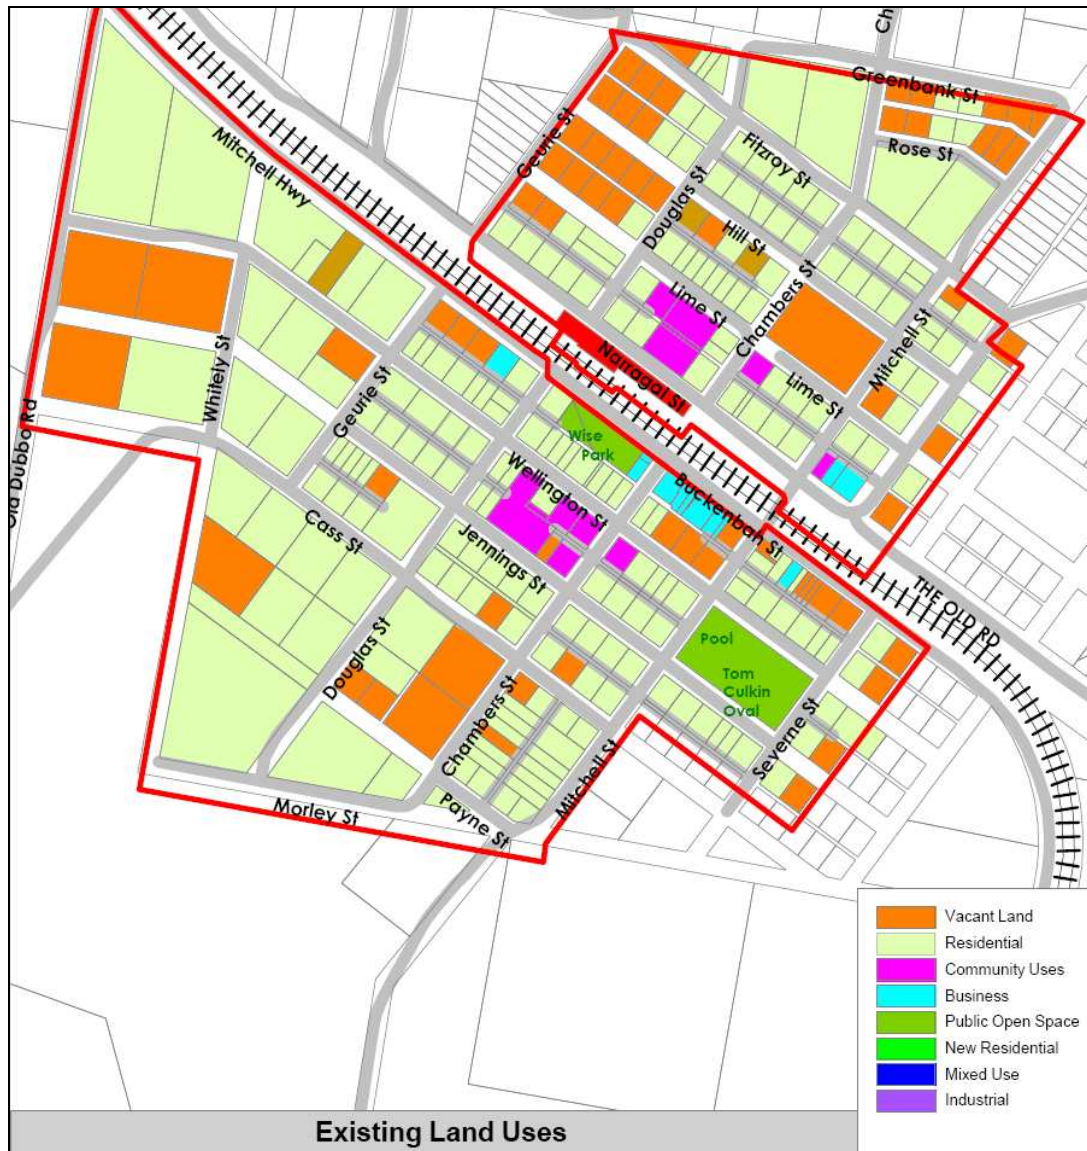 Ch
Greenbank St
Mitchell Hwy
Geurie St
Fitzroy St
Rose St
Douglas St
Hill St
Lime St
Chambers St
Mitchell St
Narragal St
Lime St
Whitely St
Old Dubbo Rd
Geurie St
Wise
Park
Wellington St
Buckenbah St
Cass St
Jennings St
THE OLD RD
Pool
Tom
Culkin
Oval
Douglas St
Chambers St
Severne St
Mitchell St
Morley St
Payne St
Vacant Land
Residential
Community Uses
Business
Public Open Space
New Residential
Mixed Use
Industrial
Existing Land Uses